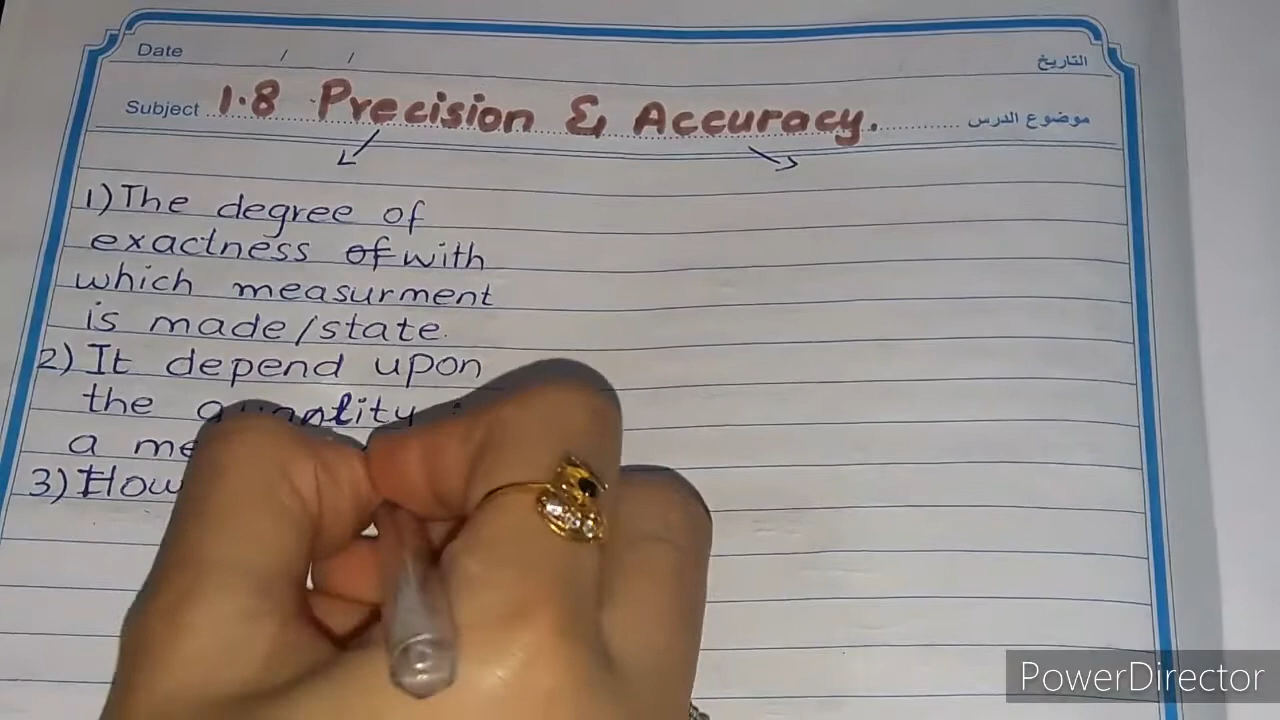 Date / / التاريخ
Subject 1.8 Precision & Accuracy. موضوع الدرس
1) The degree of
exactness of with
which measurment
is made/state.
2) It depend upon
the
a
3) How
PowerDirector